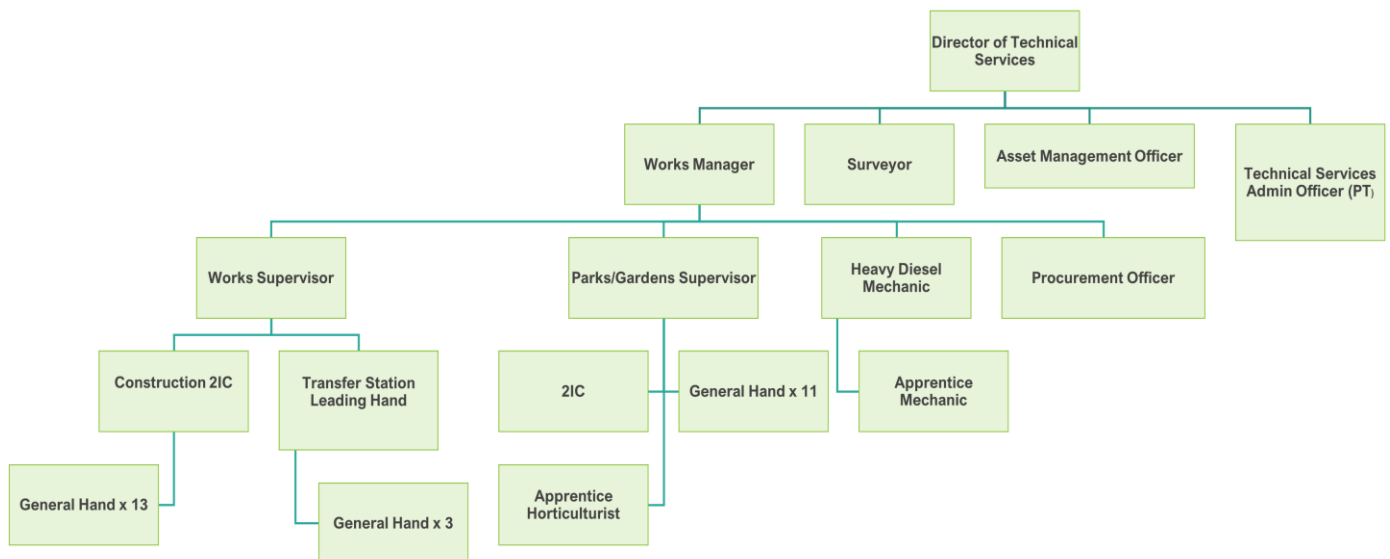 Director of Technical
Services
Works Manager
Surveyor
Asset Management Officer
Technical Services
Admin Officer (PT)
Works Supervisor
Parks/Gardens Supervisor
Heavy Diesel
Mechanic
Procurement Officer
Construction 2IC
Transfer Station
Leading Hand
2IC
General Hand x 11
Apprentice
Mechanic
General Hand x 13
General Hand x 3
Apprentice
Horticulturist